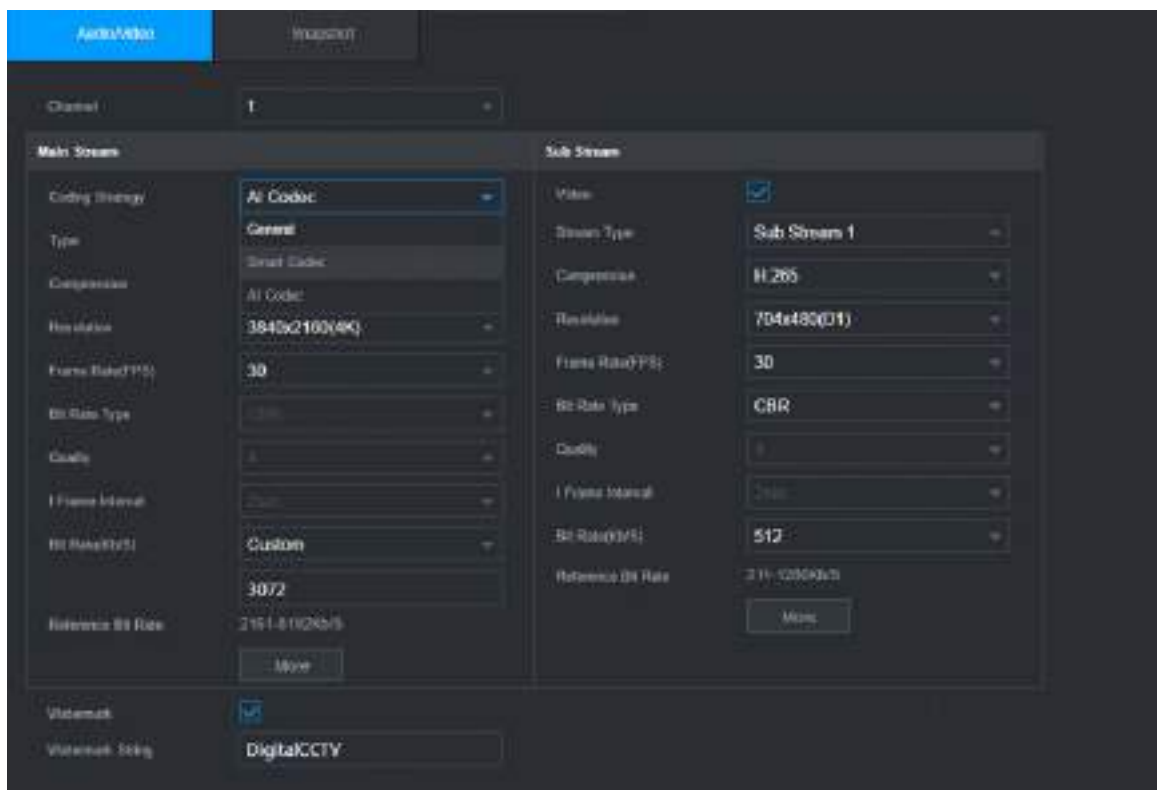 Audio/Video
Snapshot
Channel
1
Main Stream
Coding Strategy
AI Codec
General
Smart Codec
AI Codec
Type
Compression
Resolution
3840x2160(4K)
Frame Rate(FPS)
30
Bit Rate Type
Quality
I Frame Interval
Bit Rate(Kb/S)
Custom
3072
Reference Bit Rate
More
Sub Stream
Video
Stream Type
Sub Stream 1
Compression
H.265
Resolution
704x480(D1)
Frame Rate(FPS)
30
Bit Rate Type
CBR
Quality
I Frame Interval
Bit Rate(Kb/S)
512
Reference Bit Rate
More
Watermark
Watermark String
DigitalCCTV